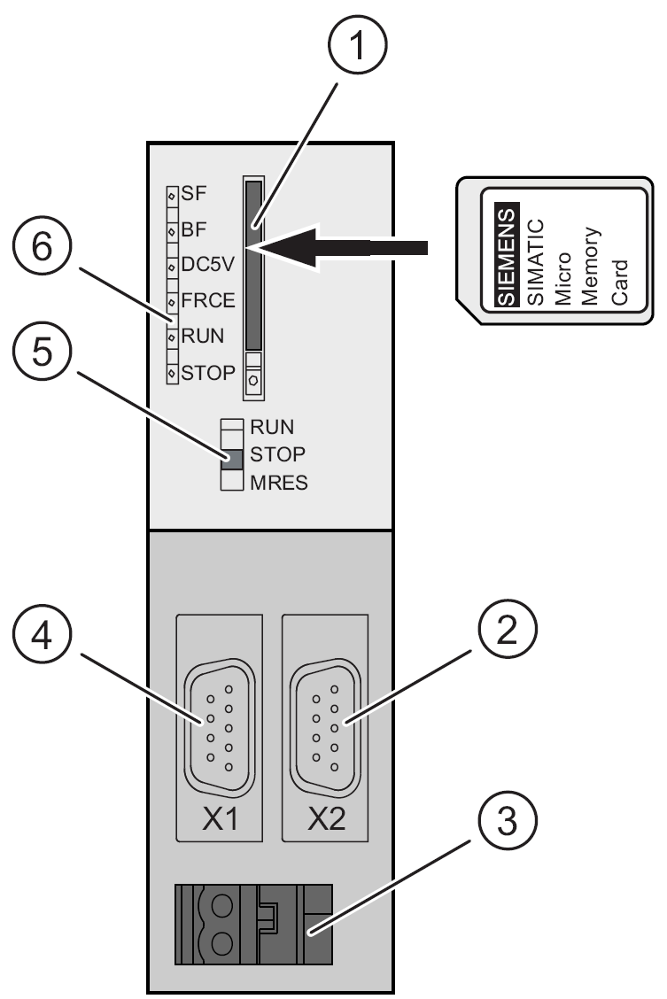 1
SF
BF
DC5V
FRCE
RUN
STOP
SIEMENS
SIMATIC
Micro
Memory
Card
6
5
RUN
STOP
MRES
4
2
X1
X2
3